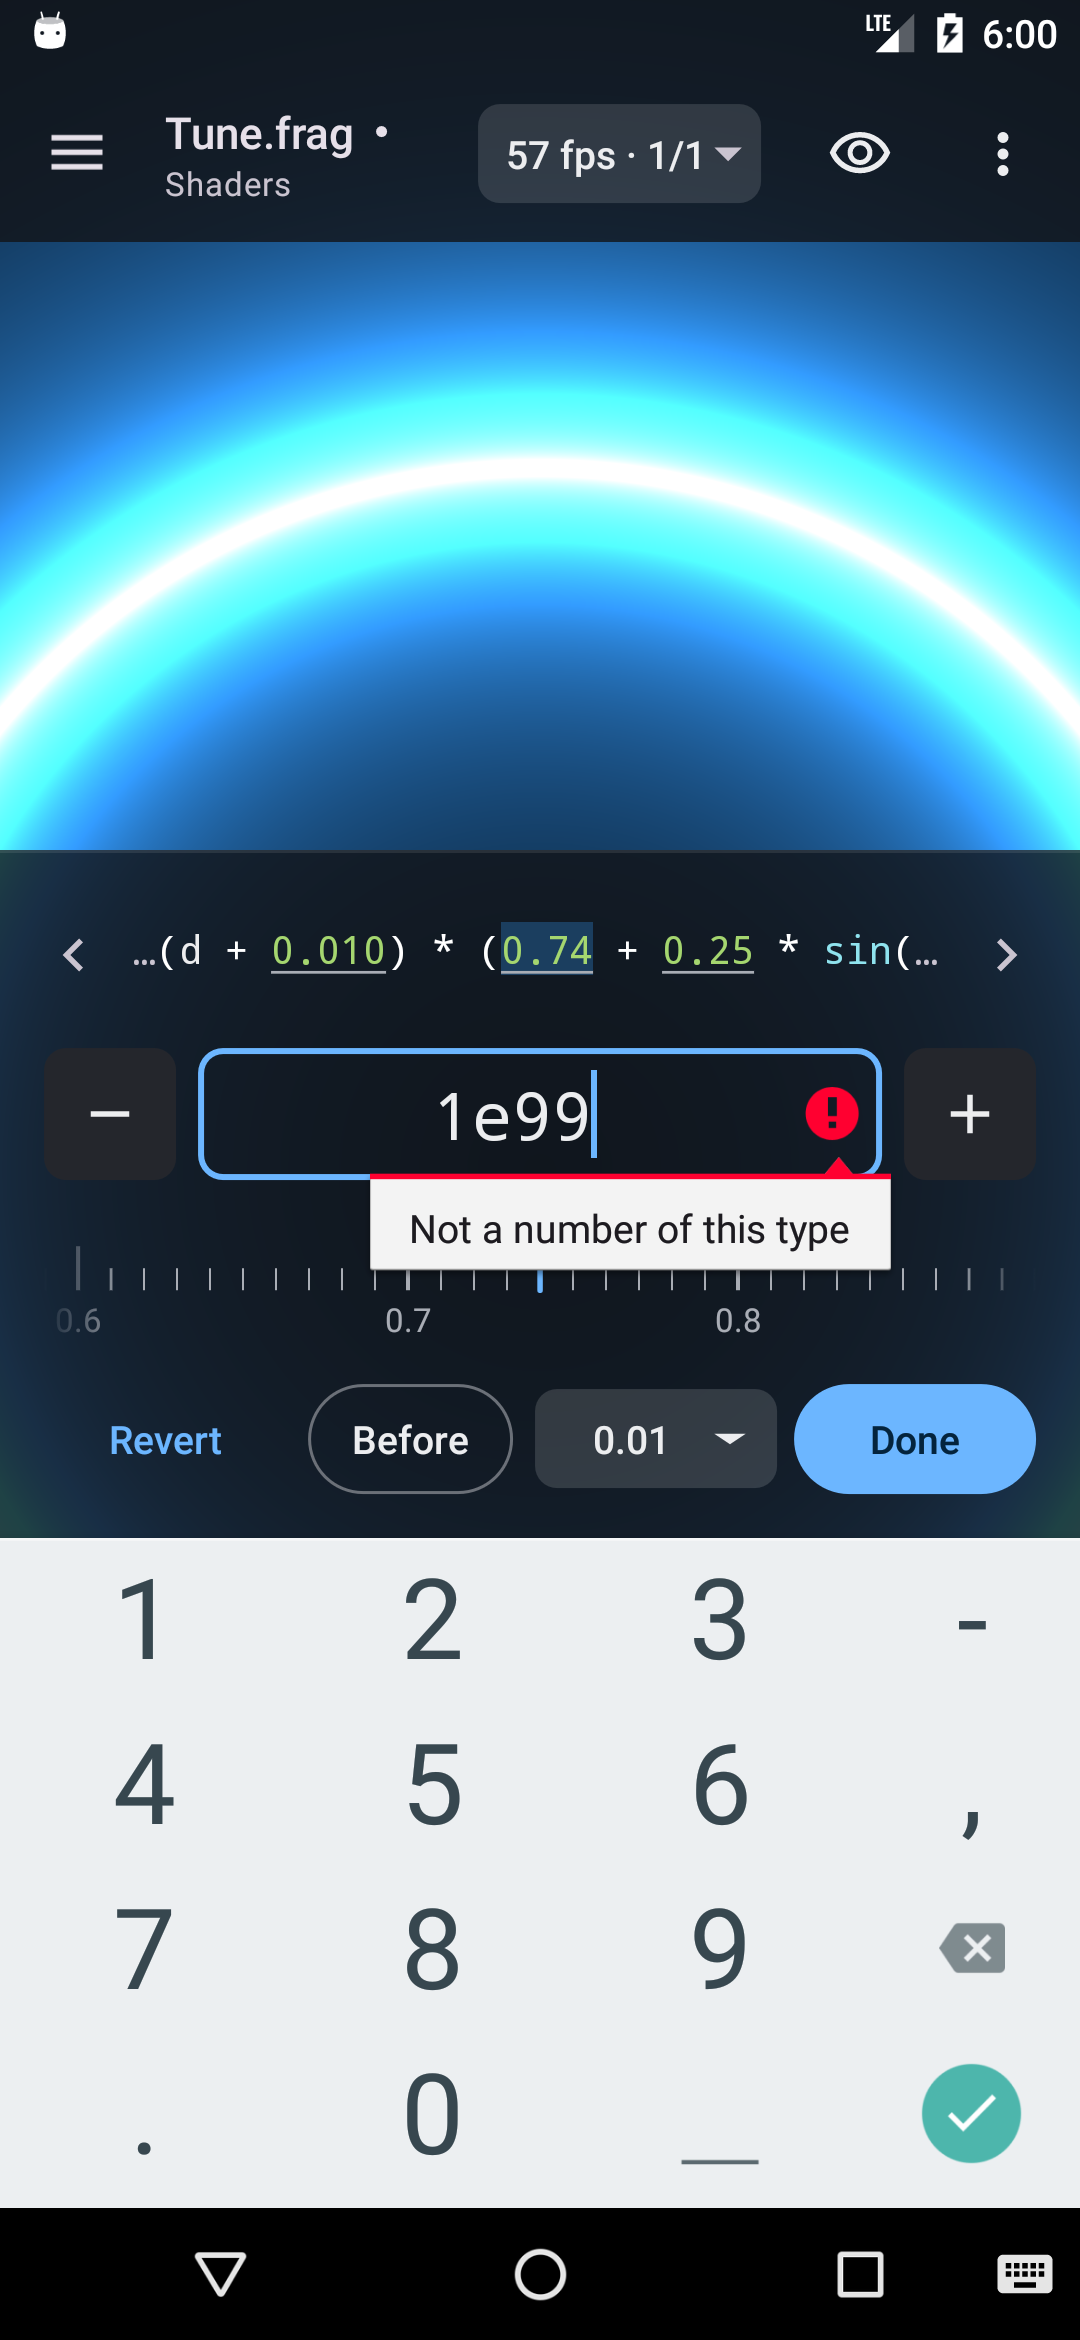 LTE 6:00
Tune.frag •
57 fps · 1/1
Shaders
…(d + 0.010) * (0.74 + 0.25 * sin(…
− 1e99 +
Not a number of this type
0.6 0.7 0.8
Revert Before 0.01 Done
1 2 3 -
4 5 6 ,
7 8 9
. 0